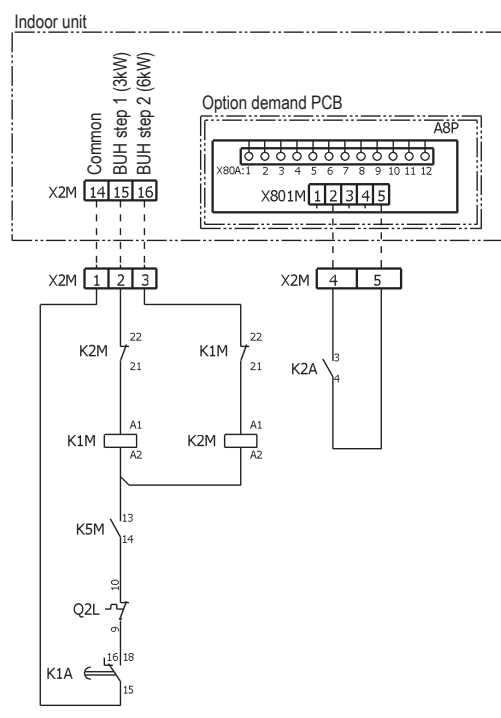 Indoor unit
Common
BUH step 1 (3kW)
BUH step 2 (6kW)
Option demand PCB
A8P
X80A:1 2 3 4 5 6 7 8 9 10 11 12
X2M 14 15 16
X801M 1 2 3 4 5
X2M 1 2 3
X2M 4 5
K2M 22 21
K1M 22 21
K2A 3 4
K1M A1 A2
K2M A1 A2
K5M 13 14
10
Q2L
9
16 18
K1A
15